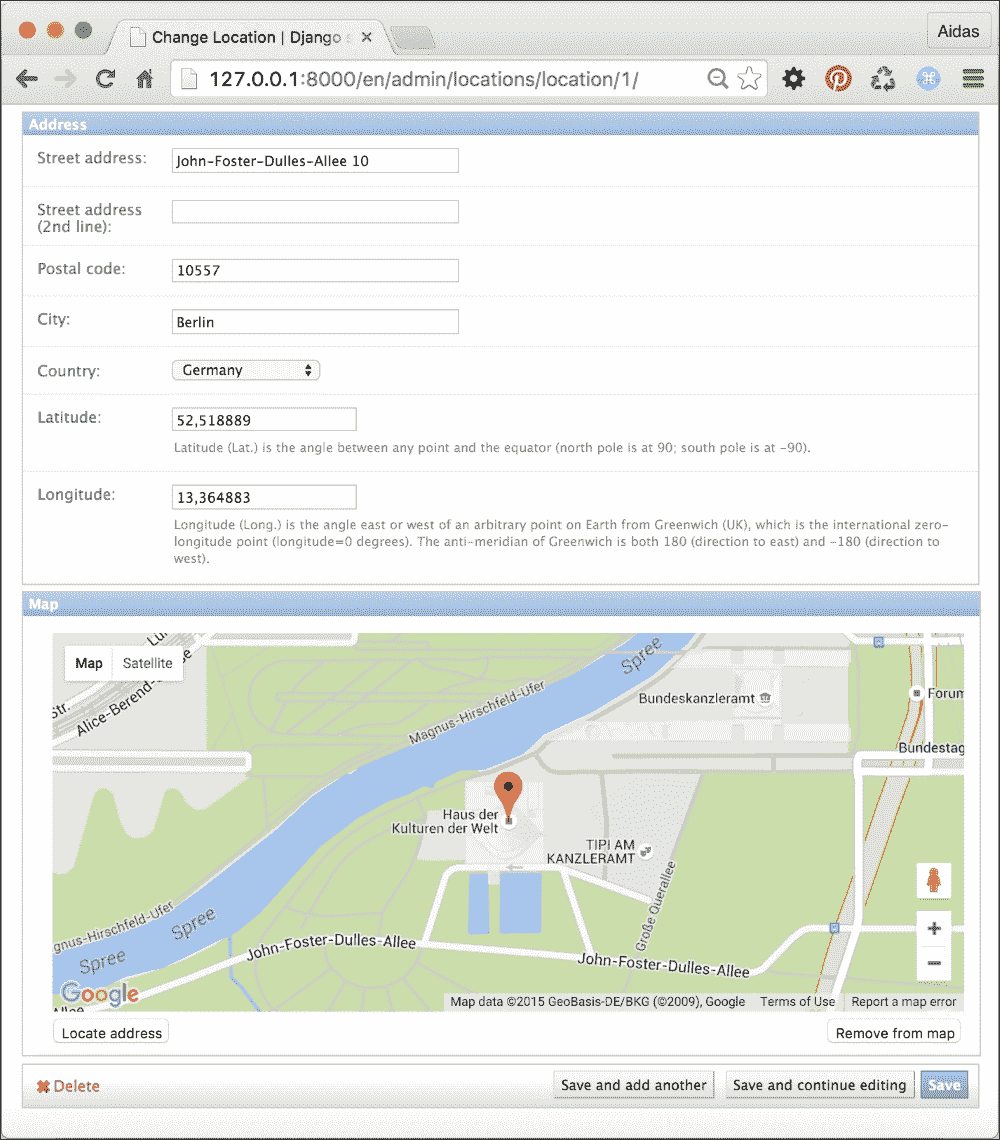 Change Location | Django s
Aidas
127.0.0.1:8000/en/admin/locations/location/1/
Address
Street address:
John-Foster-Dulles-Allee 10
Street address
(2nd line):
Postal code:
10557
City:
Berlin
Country:
Germany
Latitude:
52,518889
Latitude (Lat.) is the angle between any point and the equator (north pole is at 90; south pole is at -90).
Longitude:
13,364883
Longitude (Long.) is the angle east or west of an arbitrary point on Earth from Greenwich (UK), which is the international zero-
longitude point (longitude=0 degrees). The anti-meridian of Greenwich is both 180 (direction to east) and -180 (direction to
west).
Map
Map
Satellite
Str.
Alice-Berend-
Spree
Magnus-Hirschfeld-Ufer
Bundeskanzleramt
Forum
Bundestag
Haus der
Kulturen der Welt
TIPI AM
KANZLERAMT
Große Querallee
agnus-Hirschfeld-Ufer
Spree
Spree
John-Foster-Dulles-Allee
John-Foster-Dulles-Allee
Google
Map data ©2015 GeoBasis-DE/BKG (©2009), Google
Terms of Use
Report a map error
Locate address
Remove from map
Delete
Save and add another
Save and continue editing
Save